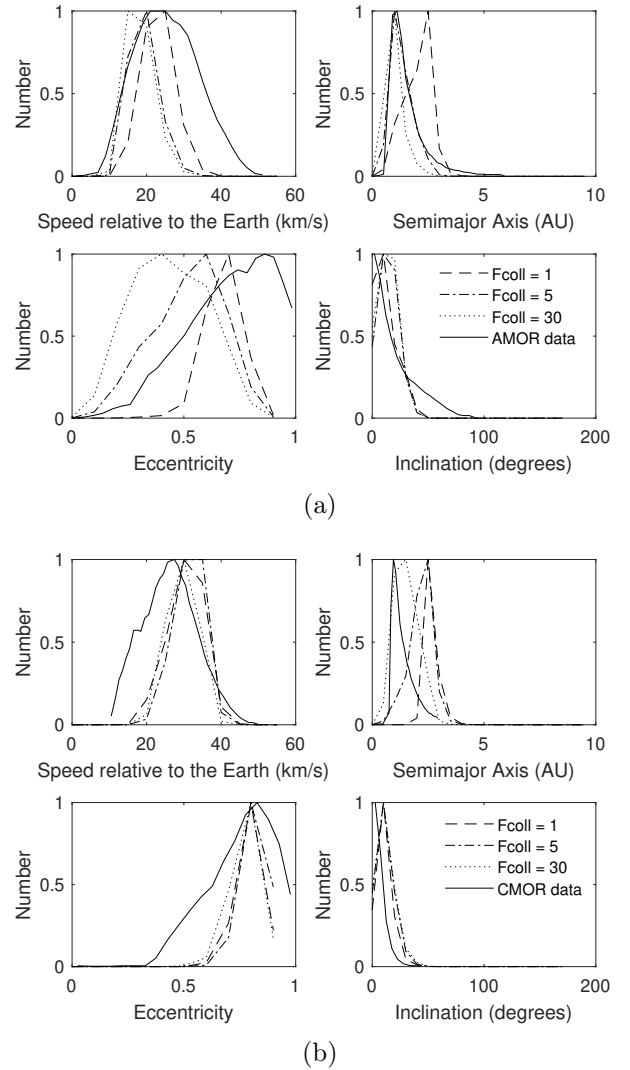 1
0.5
0
Number
0 20 40 60
Speed relative to the Earth (km/s)
1
0.5
0
Number
0 5 10
Semimajor Axis (AU)
1
0.5
0
Number
0 0.5 1
Eccentricity
1
0.5
0
Number
0 100 200
Inclination (degrees)
Fcoll = 1
Fcoll = 5
Fcoll = 30
AMOR data
(a)
1
0.5
0
Number
0 20 40 60
Speed relative to the Earth (km/s)
1
0.5
0
Number
0 5 10
Semimajor Axis (AU)
1
0.5
0
Number
0 0.5 1
Eccentricity
1
0.5
0
Number
0 100 200
Inclination (degrees)
Fcoll = 1
Fcoll = 5
Fcoll = 30
CMOR data
(b)